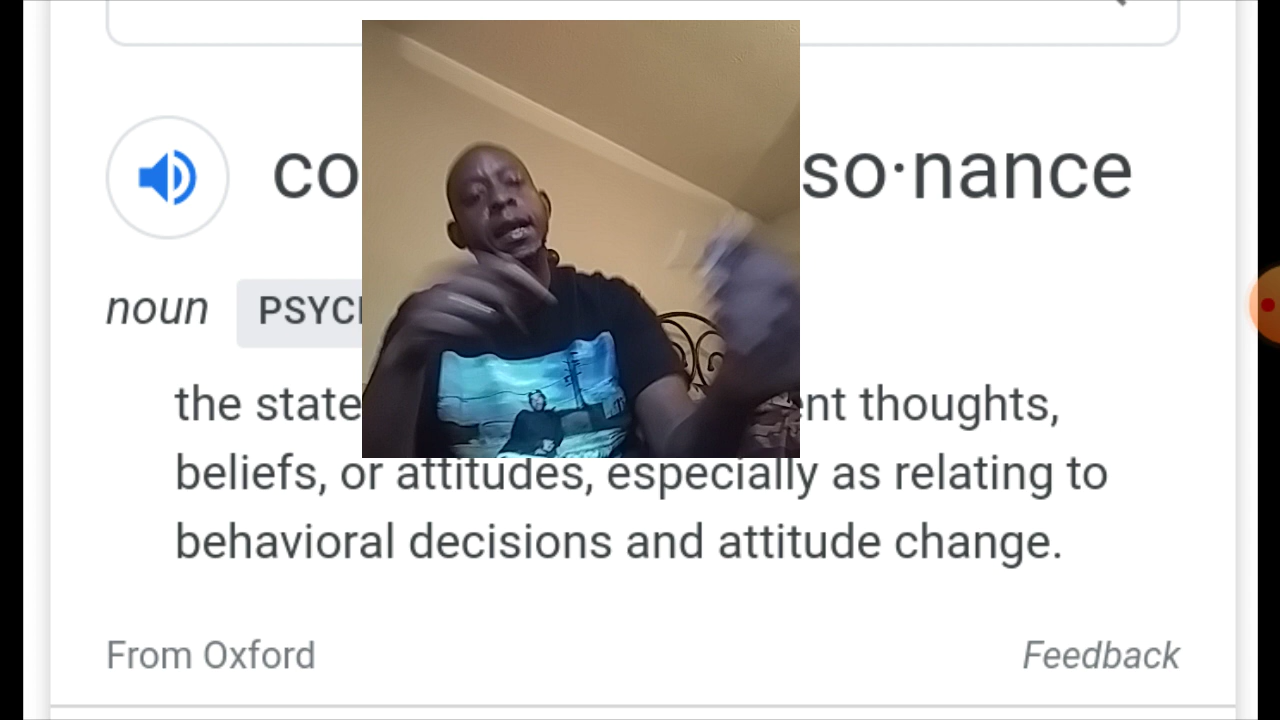 co so·nance
noun PSYC
the state ent thoughts,
beliefs, or attitudes, especially as relating to
behavioral decisions and attitude change.
From Oxford Feedback